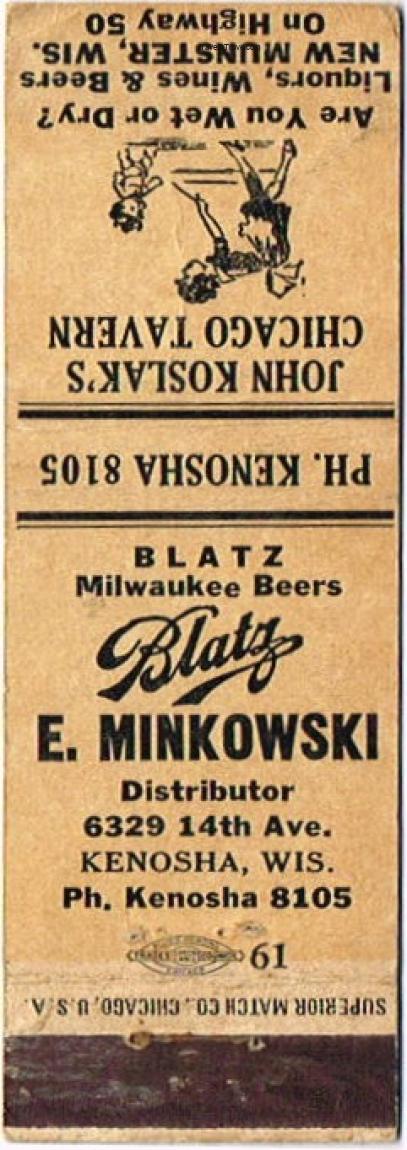 On Highway 50
NEW MUNSTER, WIS.
Liquors, Wines & Beers
Are You Wet or Dry?
CHICAGO TAVERN
JOHN KOSLAK'S
PH. KENOSHA 8105
BLATZ
Milwaukee Beers
Blatz
E. MINKOWSKI
Distributor
6329 14th Ave.
KENOSHA, WIS.
Ph. Kenosha 8105
61
SUPERIOR MATCH CO., CHICAGO, U.S.A.